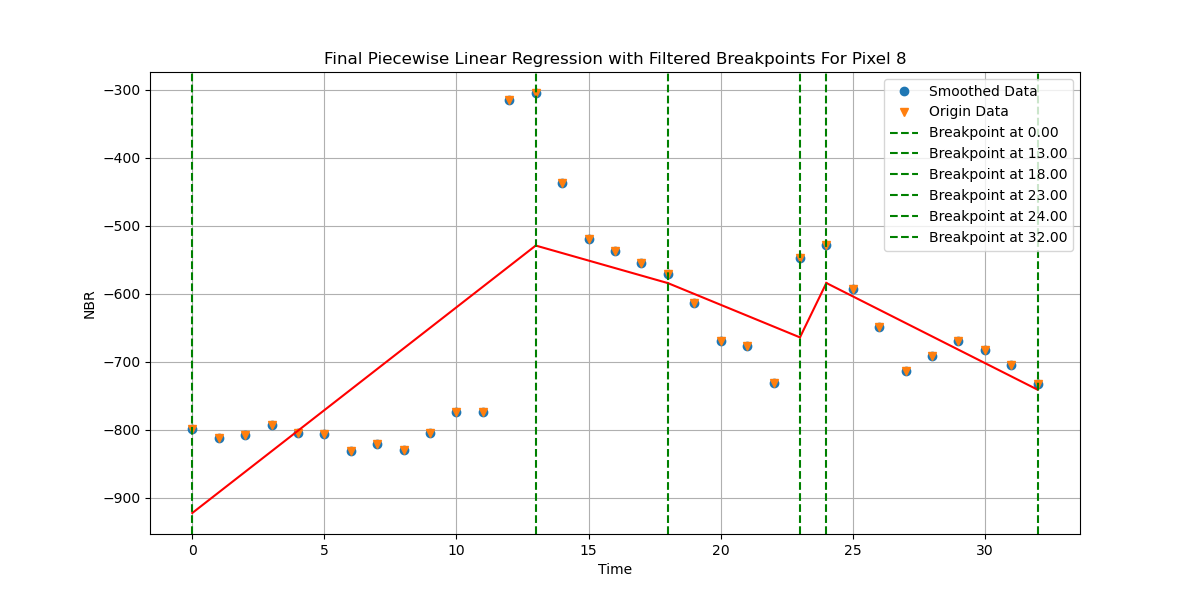 Final Piecewise Linear Regression with Filtered Breakpoints For Pixel 8
NBR
−300
−400
−500
−600
−700
−800
−900
Smoothed Data
Origin Data
Breakpoint at 0.00
Breakpoint at 13.00
Breakpoint at 18.00
Breakpoint at 23.00
Breakpoint at 24.00
Breakpoint at 32.00
0 5 10 15 20 25 30
Time